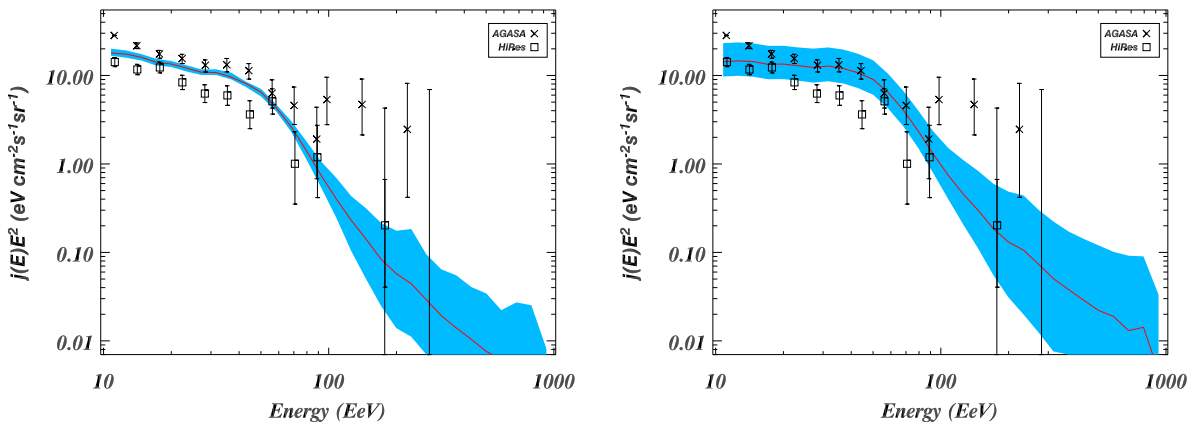 AGASA ×
HiRes □
10.00
1.00
0.10
0.01
j(E)E² (eV cm⁻²s⁻¹sr⁻¹)
10 100 1000
Energy (EeV)
AGASA ×
HiRes □
10.00
1.00
0.10
0.01
j(E)E² (eV cm⁻²s⁻¹sr⁻¹)
10 100 1000
Energy (EeV)